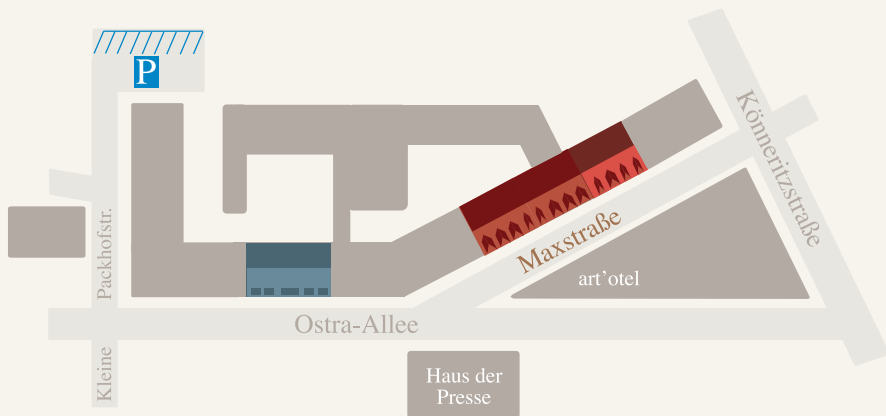 P
Könneritzstraße
Packhofstr.
Maxstraße
art'otel
Ostra-Allee
Kleine
Haus der
Presse